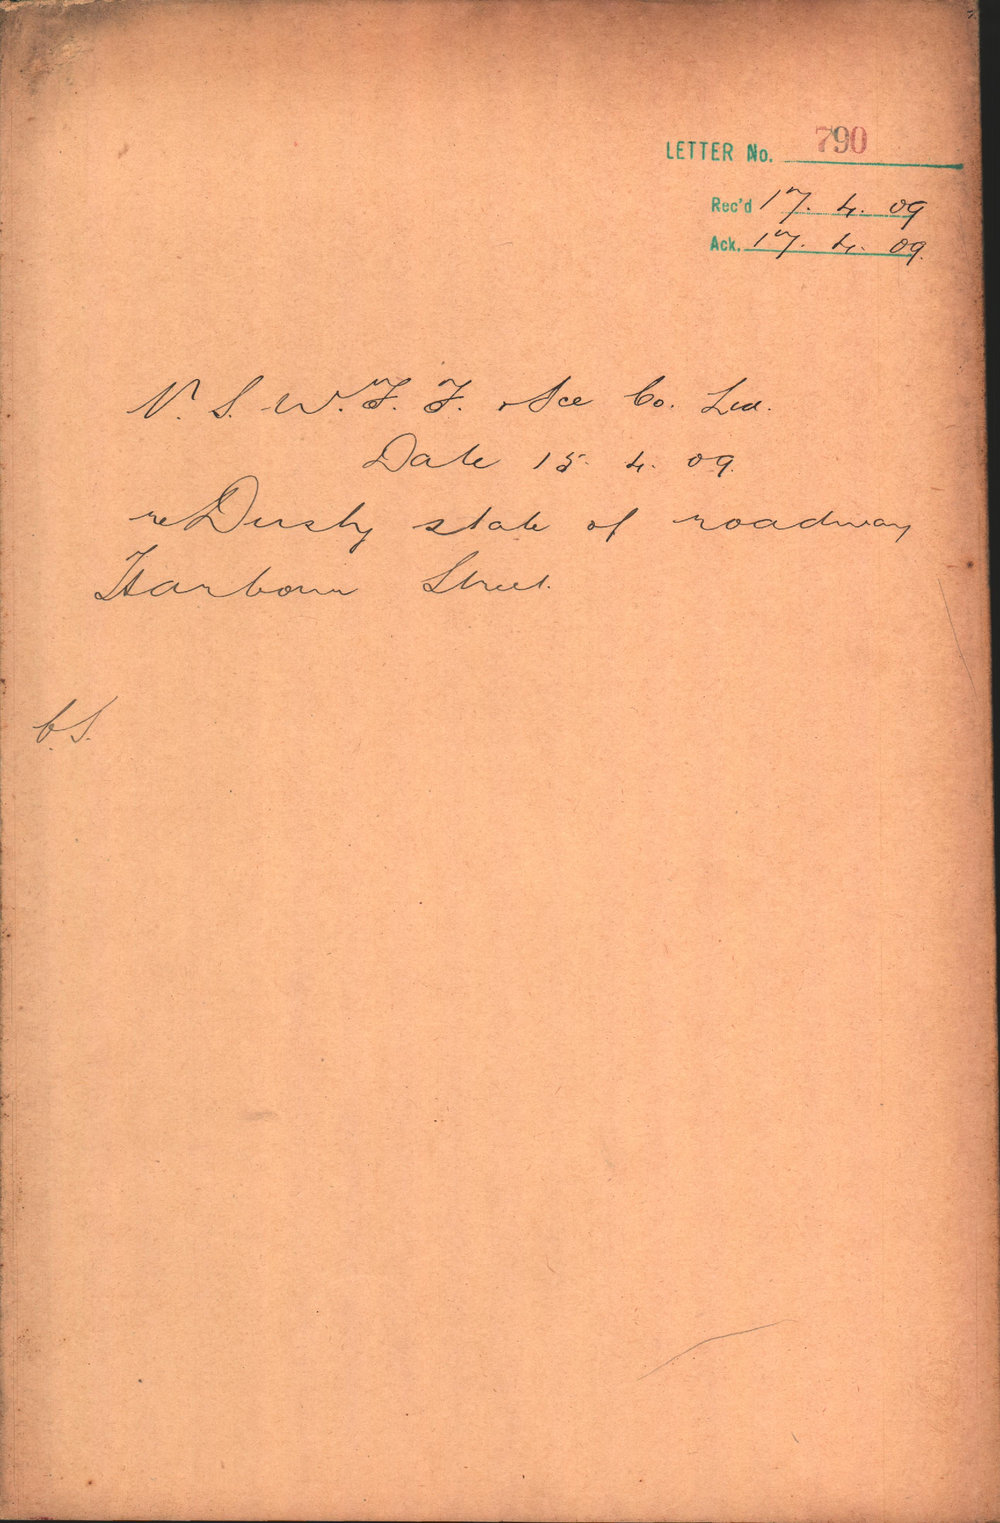 LETTER No. 790
Rec'd 17. 4. 09
Ack. 17. 4. 09.
N. S. W. F. F. & Ice Co. Ltd.
Date 15. 4. 09.
re Dusty state of roadway
Harbour Street.
C.S.